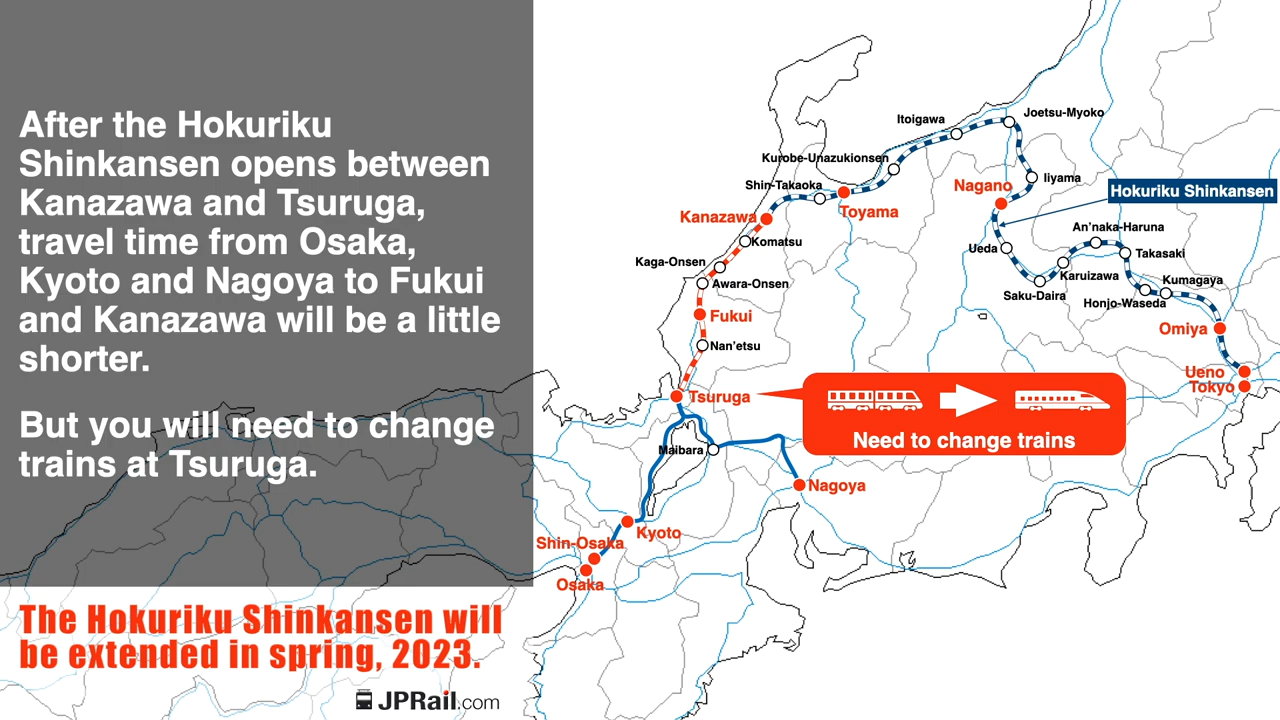 After the Hokuriku
Shinkansen opens between
Kanazawa and Tsuruga,
travel time from Osaka,
Kyoto and Nagoya to Fukui
and Kanazawa will be a little
shorter.
But you will need to change
trains at Tsuruga.
The Hokuriku Shinkansen will
be extended in spring, 2023.
JPRail.com
Itoigawa
Joetsu-Myoko
Kurobe-Unazukionsen
Iiyama
Shin-Takaoka
Nagano
Hokuriku Shinkansen
Toyama
Kanazawa
Komatsu
An'naka-Haruna
Ueda
Takasaki
Kaga-Onsen
Awara-Onsen
Karuizawa
Kumagaya
Saku-Daira
Honjo-Waseda
Fukui
Omiya
Nan'etsu
Ueno
Tokyo
Tsuruga
Need to change trains
Maibara
Nagoya
Kyoto
Shin-Osaka
Osaka